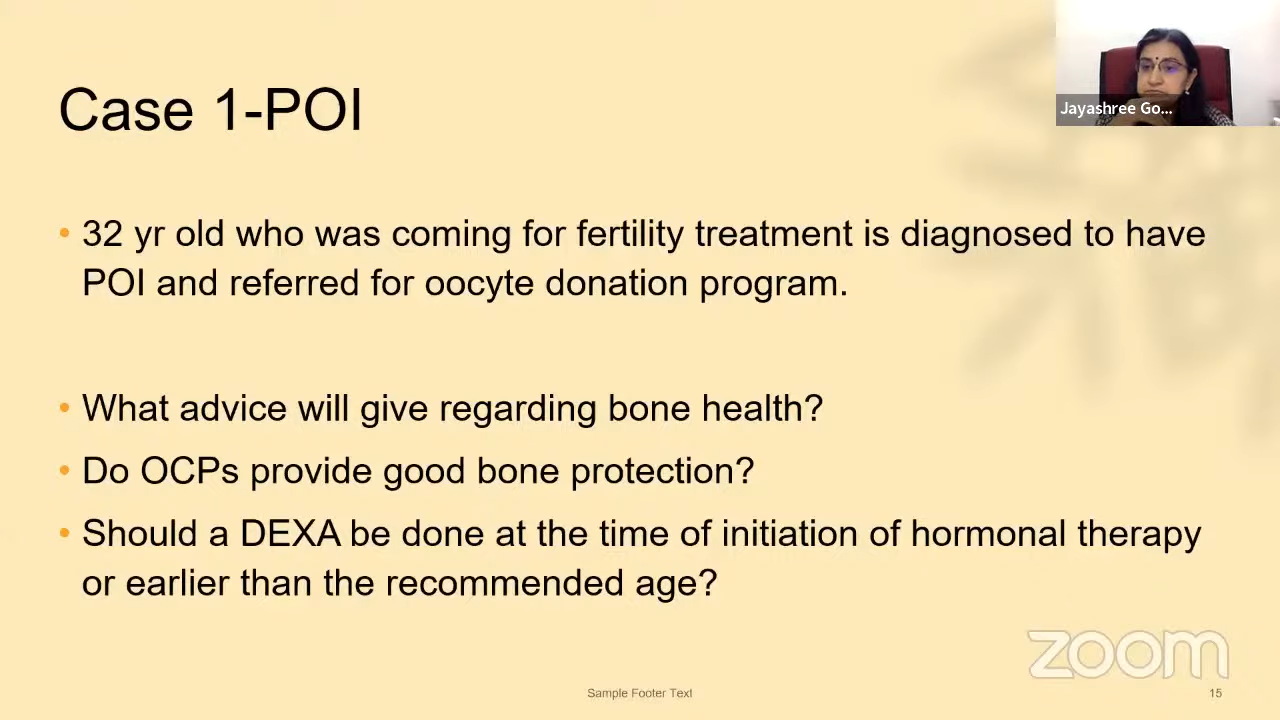 Jayashree Go...
Case 1-POI
• 32 yr old who was coming for fertility treatment is diagnosed to have
POI and referred for oocyte donation program.
• What advice will give regarding bone health?
• Do OCPs provide good bone protection?
• Should a DEXA be done at the time of initiation of hormonal therapy
or earlier than the recommended age?
zoom
Sample Footer Text
15